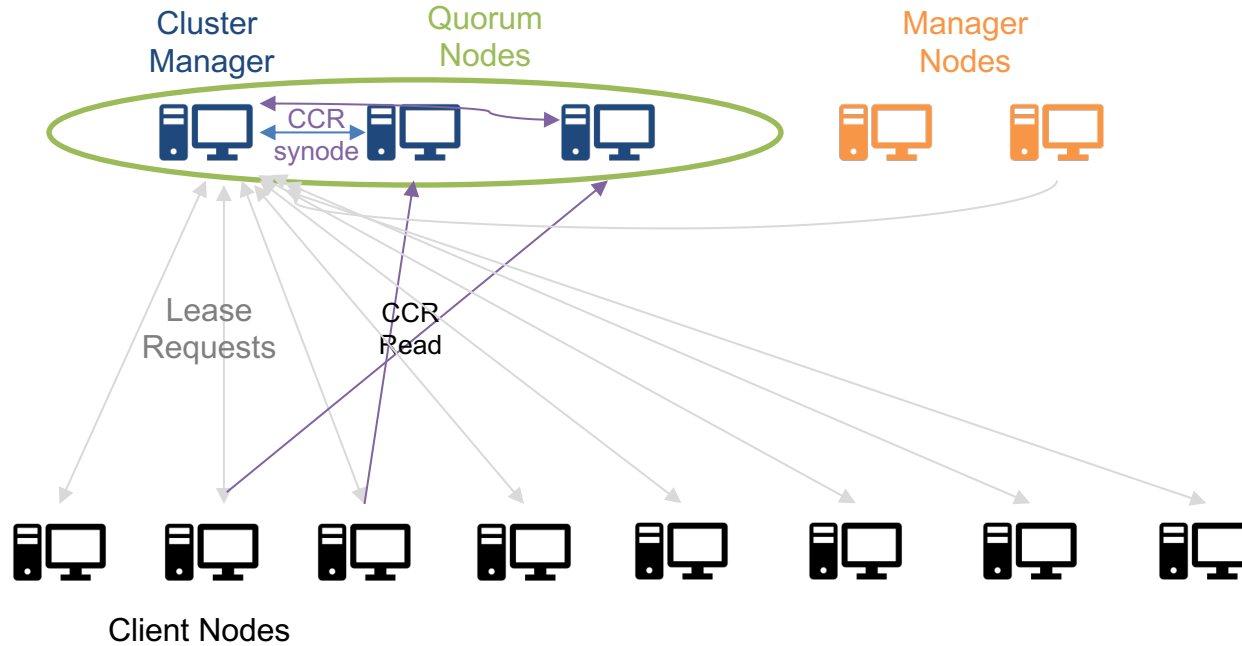 Cluster
Manager
Quorum
Nodes
Manager
Nodes
CCR
synode
Lease
Requests
CCR
Read
Client Nodes